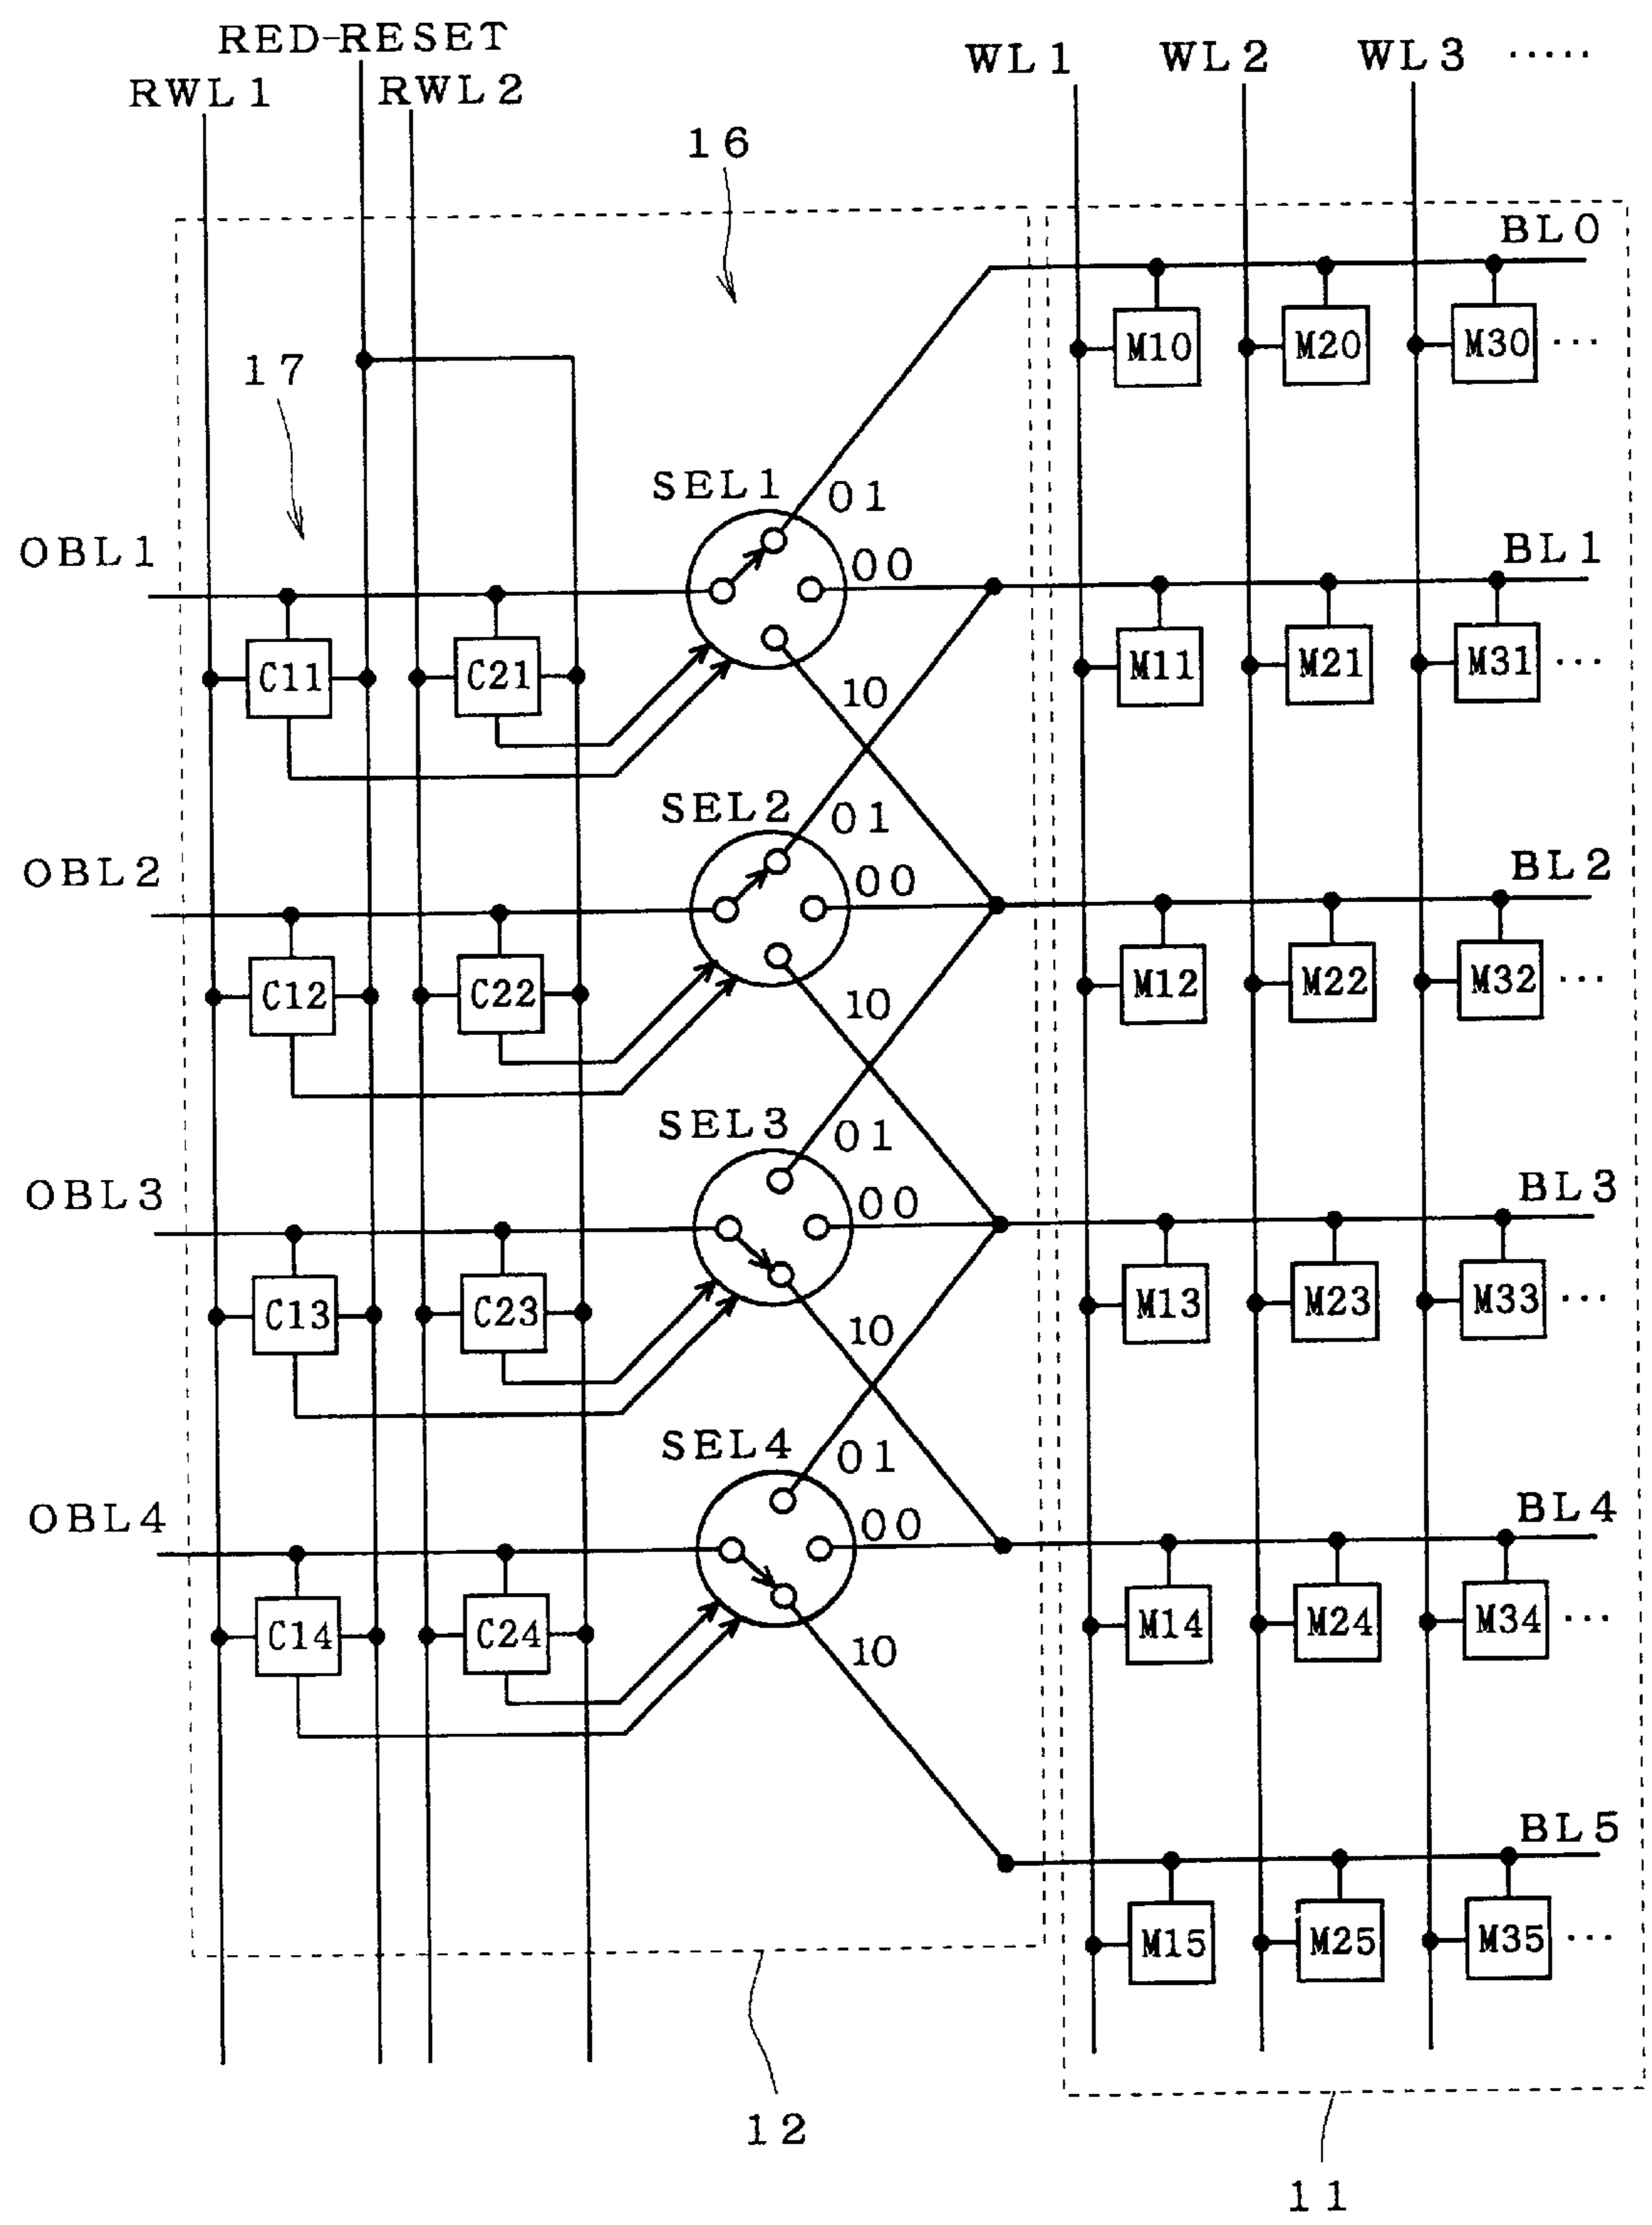 RED-RESET
RWL1 RWL2 WL1 WL2 WL3 .....
16
BL0
M10 M20 M30 ...
17
SEL1 01
OBL1 00 BL1
C11 C21 M11 M21 M31 ...
10
SEL2 01
OBL2 00 BL2
C12 C22 M12 M22 M32 ...
10
SEL3 01
OBL3 00 BL3
C13 C23 M13 M23 M33 ...
10
SEL4 01
OBL4 00 BL4
C14 C24 M14 M24 M34 ...
10
BL5
M15 M25 M35 ...
12
11